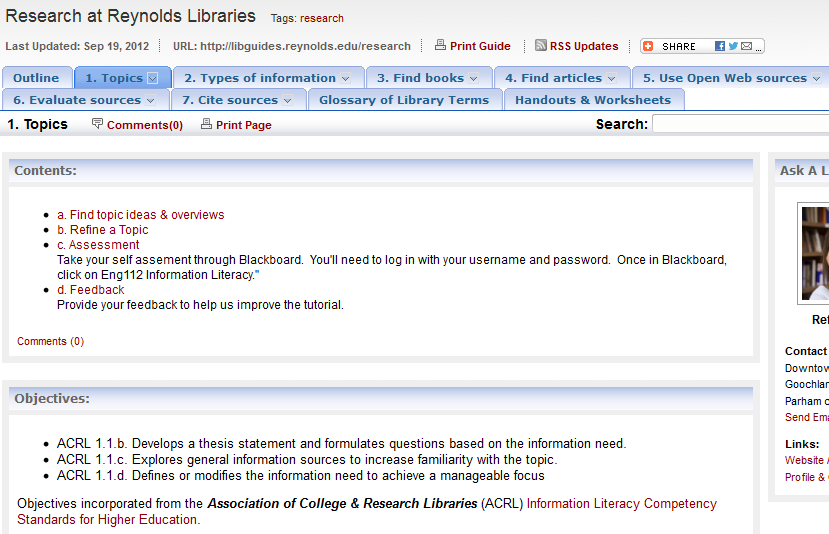 Research at Reynolds Libraries Tags: research
Last Updated: Sep 19, 2012 URL: http://libguides.reynolds.edu/research Print Guide RSS Updates SHARE ...
Outline 1. Topics 2. Types of information 3. Find books 4. Find articles 5. Use Open Web sources
6. Evaluate sources 7. Cite sources Glossary of Library Terms Handouts & Worksheets
1. Topics Comments(0) Print Page Search:
Contents:
a. Find topic ideas & overviews
b. Refine a Topic
c. Assessment
Take your self assement through Blackboard. You'll need to log in with your username and password. Once in Blackboard,
click on Eng112 Information Literacy."
d. Feedback
Provide your feedback to help us improve the tutorial.
Comments (0)
Objectives:
ACRL 1.1.b. Develops a thesis statement and formulates questions based on the information need.
ACRL 1.1.c. Explores general information sources to increase familiarity with the topic.
ACRL 1.1.d. Defines or modifies the information need to achieve a manageable focus
Objectives incorporated from the Association of College & Research Libraries (ACRL) Information Literacy Competency
Standards for Higher Education.
Ask A L
Ref
Contact
Downtow
Goochlan
Parham c
Send Ema
Links:
Website /
Profile &